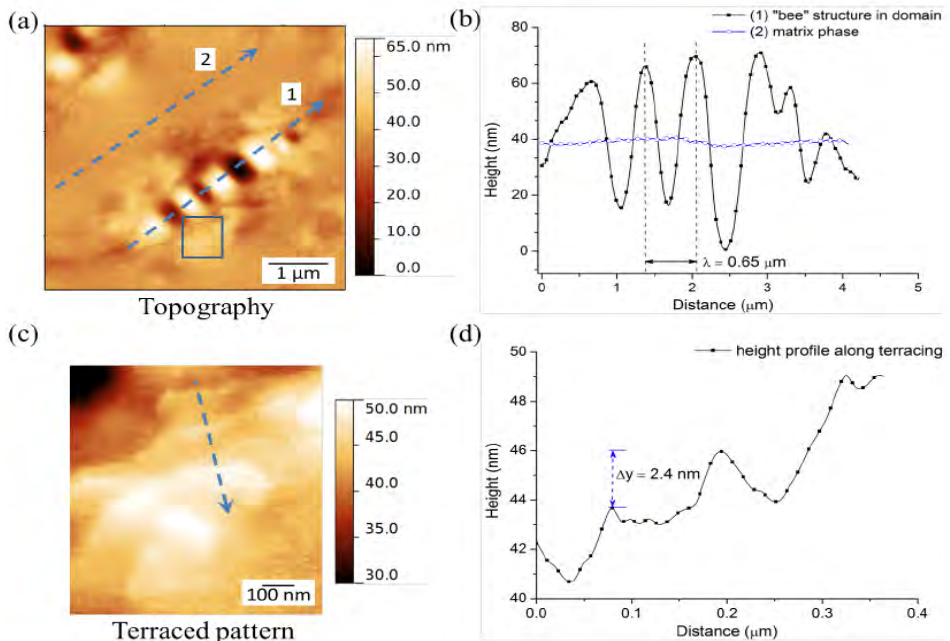 (a)
2
1
65.0 nm
50.0
40.0
30.0
20.0
10.0
0.0
1 μm
Topography
(b)
(1) "bee" structure in domain
(2) matrix phase
Height (nm)
80
60
40
20
0
λ = 0.65 μm
0
1
2
3
4
5
Distance (μm)
(c)
50.0 nm
45.0
40.0
35.0
30.0
100 nm
Terraced pattern
(d)
height profile along terracing
Height (nm)
50
48
46
44
42
40
Δy = 2.4 nm
0.0
0.1
0.2
0.3
0.4
Distance (μm)